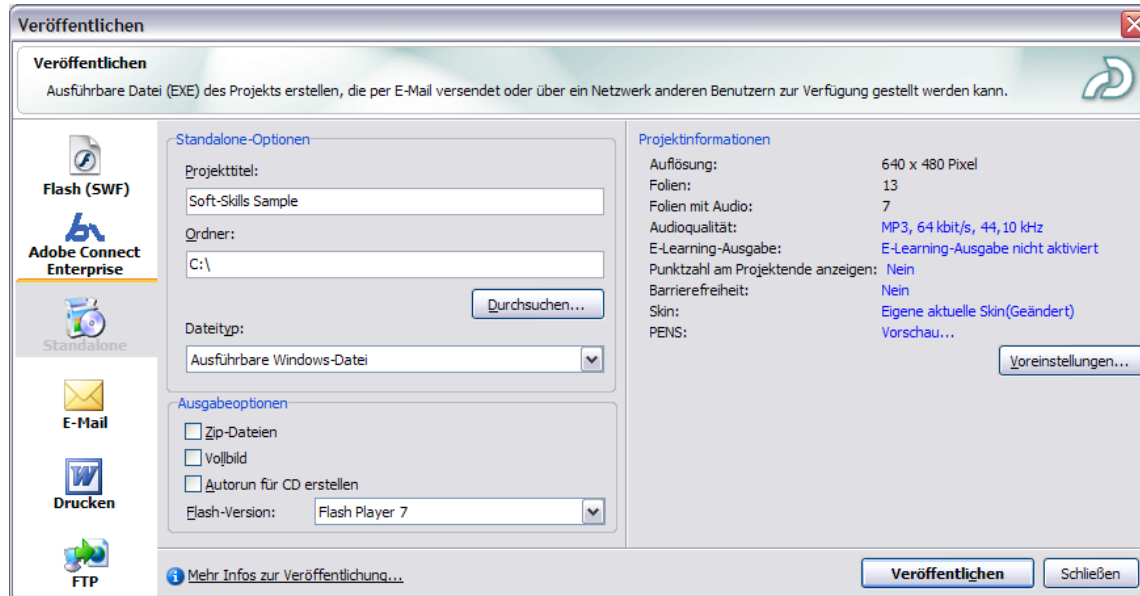 Veröffentlichen
Veröffentlichen
Ausführbare Datei (EXE) des Projekts erstellen, die per E-Mail versendet oder über ein Netzwerk anderen Benutzern zur Verfügung gestellt werden kann.
Flash (SWF)
Adobe Connect
Enterprise
Standalone
E-Mail
Drucken
FTP
Standalone-Optionen
Projekttitel:
Soft-Skills Sample
Ordner:
C:\
Durchsuchen...
Dateityp:
Ausführbare Windows-Datei
Ausgabeoptionen
Zip-Dateien
Vollbild
Autorun für CD erstellen
Flash-Version: Flash Player 7
Projektinformationen
Auflösung: 640 x 480 Pixel
Folien: 13
Folien mit Audio: 7
Audioqualität: MP3, 64 kbit/s, 44,10 kHz
E-Learning-Ausgabe: E-Learning-Ausgabe nicht aktiviert
Punktzahl am Projektende anzeigen: Nein
Barrierefreiheit: Nein
Skin: Eigene aktuelle Skin(Geändert)
PENS: Vorschau...
Voreinstellungen...
Mehr Infos zur Veröffentlichung...
Veröffentlichen
Schließen